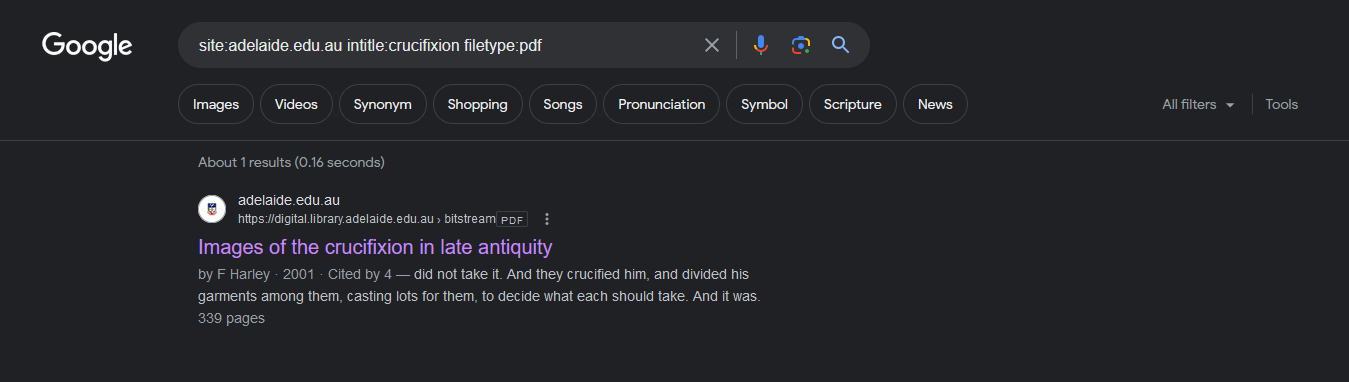 Google
site:adelaide.edu.au intitle:crucifixion filetype:pdf
Images Videos Synonym Shopping Songs Pronunciation Symbol Scripture News All filters Tools
About 1 results (0.16 seconds)
adelaide.edu.au
https://digital.library.adelaide.edu.au › bitstream PDF
Images of the crucifixion in late antiquity
by F Harley · 2001 · Cited by 4 — did not take it. And they crucified him, and divided his
garments among them, casting lots for them, to decide what each should take. And it was.
339 pages